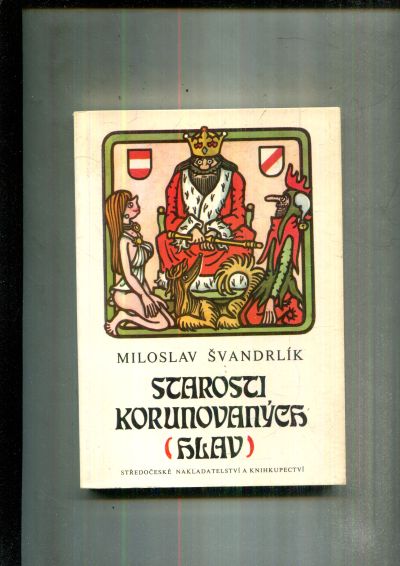 MILOSLAV ŠVANDRLÍK
STAROSTI
KORUNOVANÝCH
(HLAV)
STŘEDOČESKÉ NAKLADATELSTVÍ A KNIHKUPECTVÍ